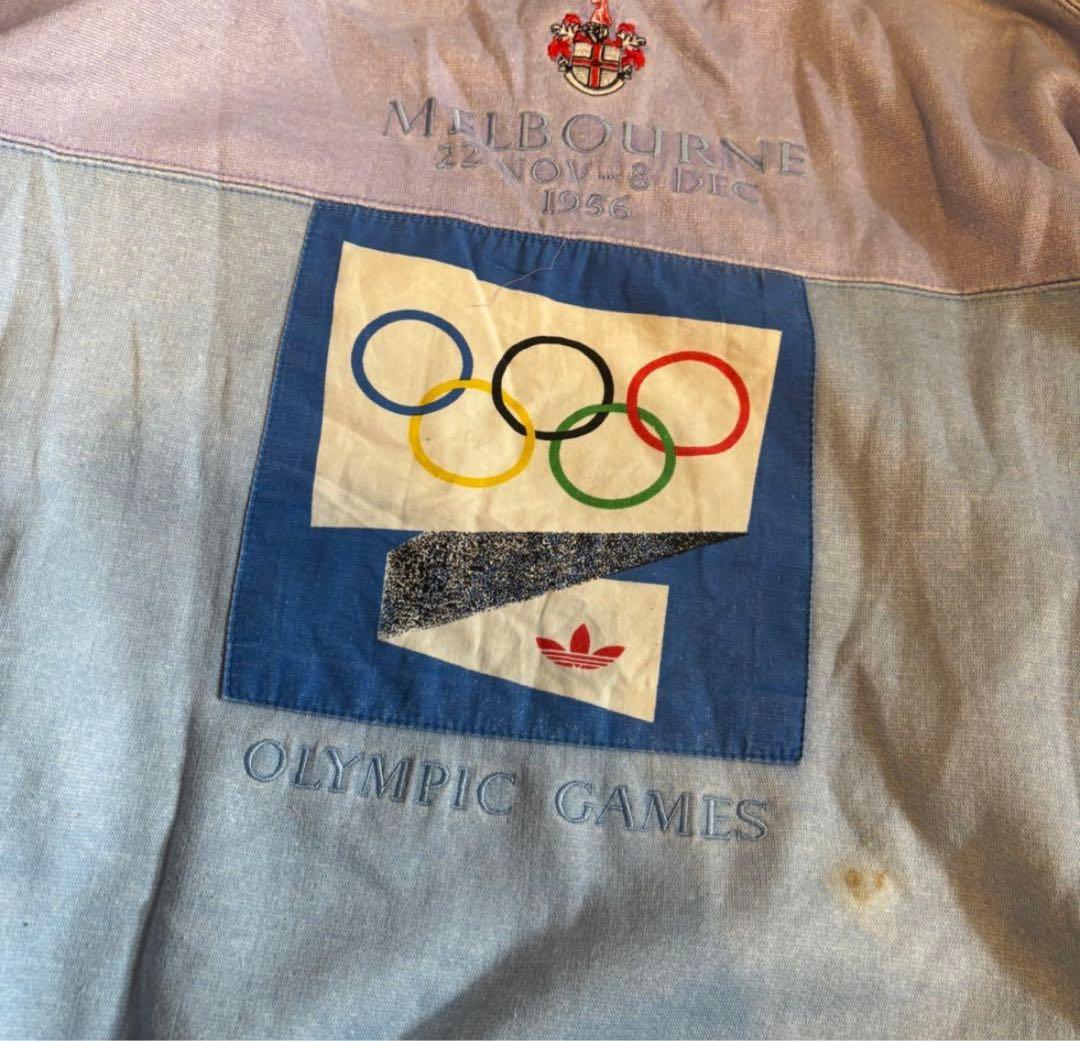 MELBOURNE
22 NOV-8 DEC
1956
OLYMPIC GAMES